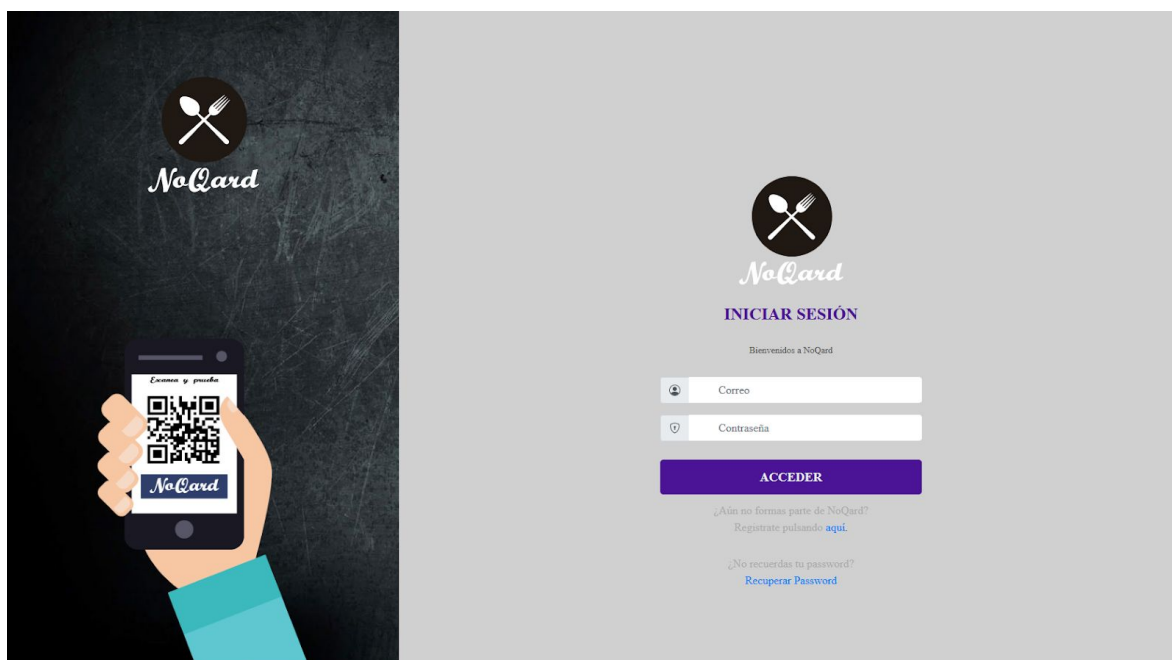 NoQard
Escanea y prueba
NoQard
NoQard
INICIAR SESIÓN
Bienvenidos a NoQard
Correo
Contraseña
ACCEDER
¿Aún no formas parte de NoQard?
Registrate pulsando aquí.
¿No recuerdas tu password?
Recuperar Password